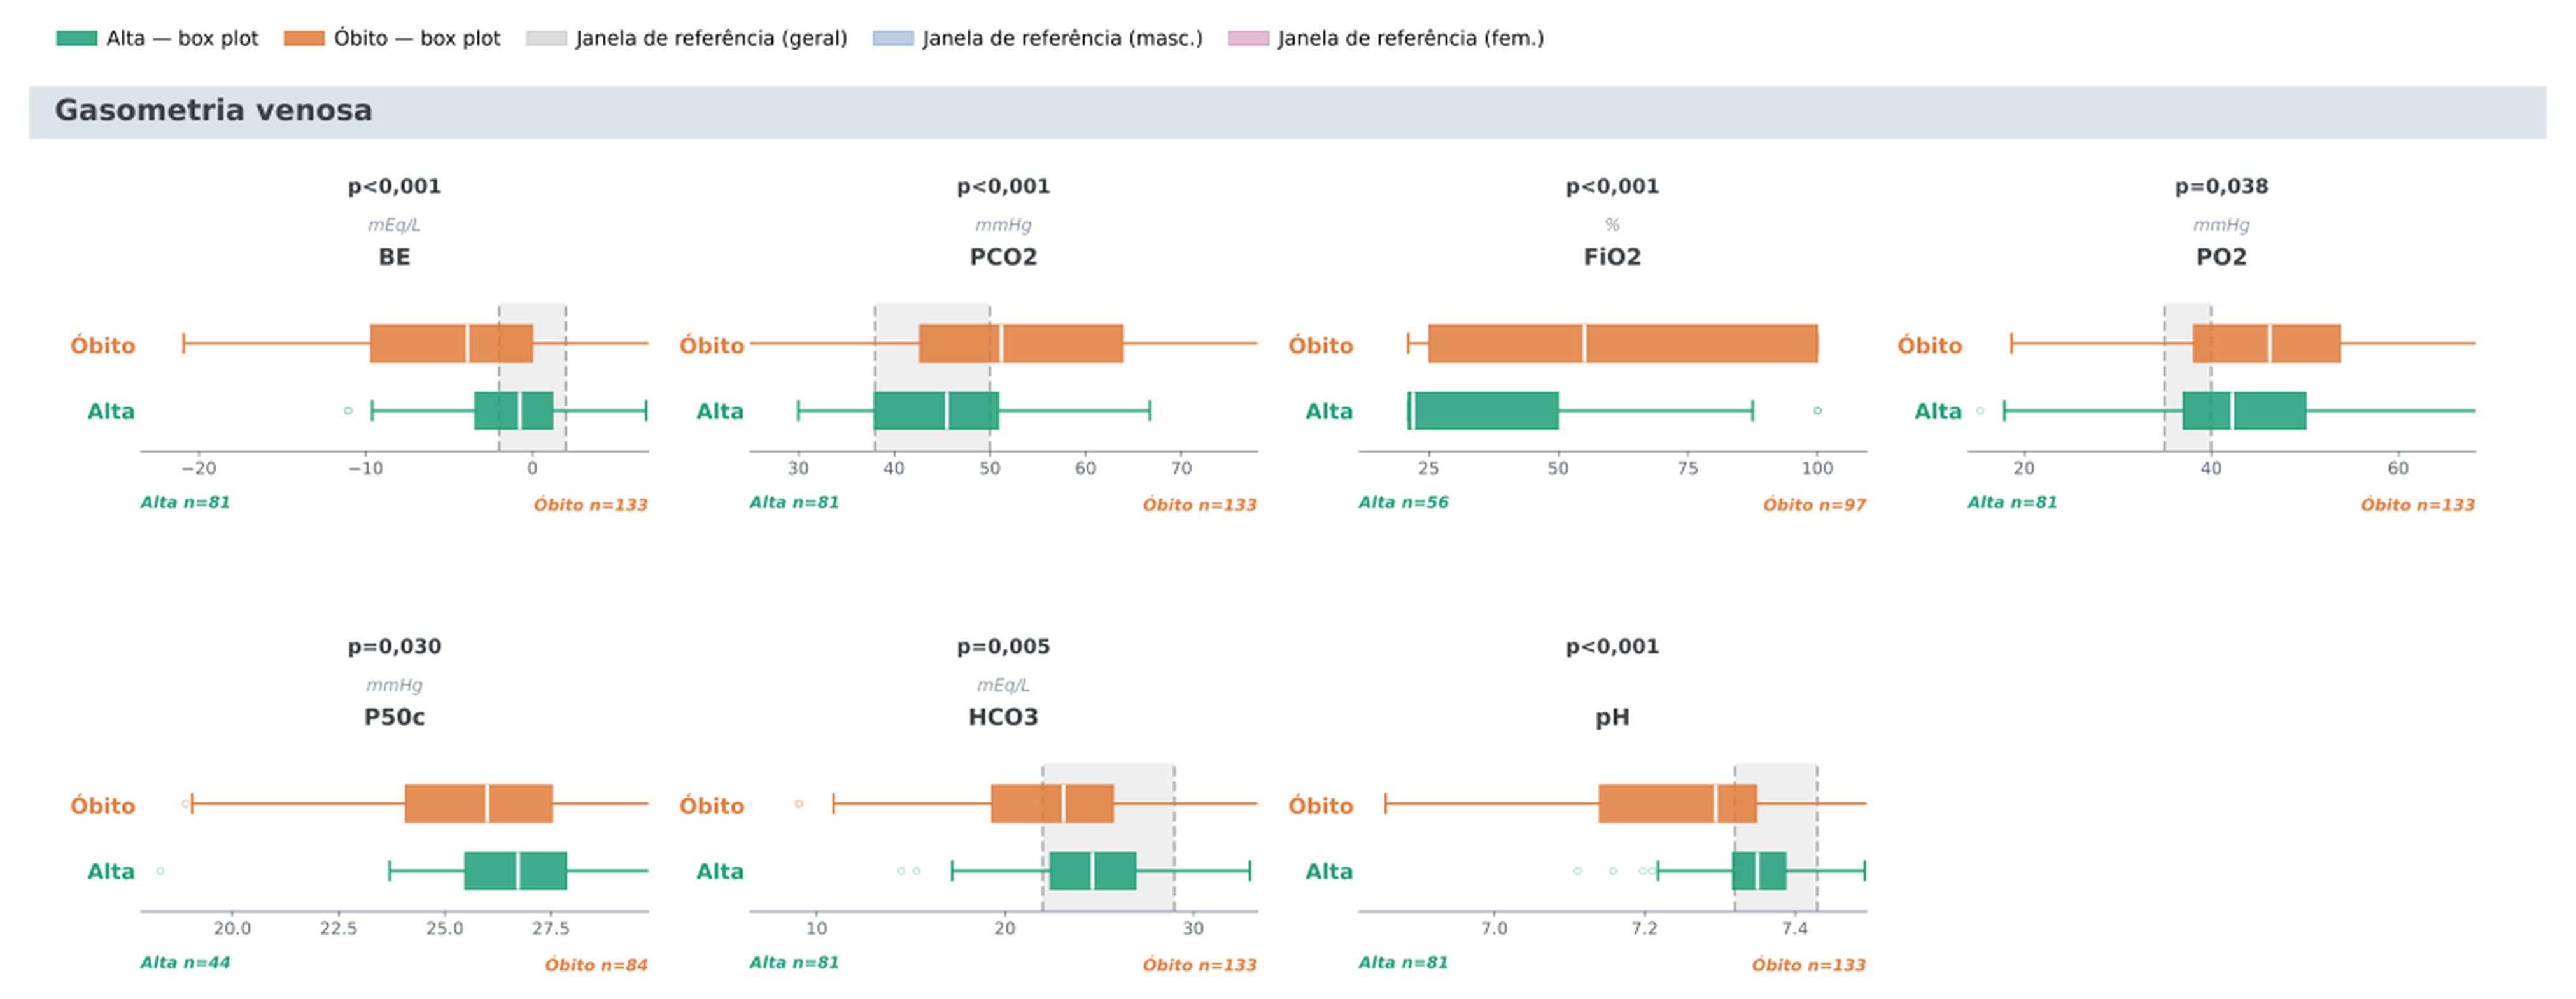 Alta — box plot Óbito — box plot Janela de referência (geral) Janela de referência (masc.) Janela de referência (fem.)
Gasometria venosa
p<0,001
mEq/L
BE
Óbito
Alta
−20 −10 0
Alta n=81 Óbito n=133
p<0,001
mmHg
PCO2
Óbito
Alta
30 40 50 60 70
Alta n=81 Óbito n=133
p<0,001
%
FiO2
Óbito
Alta
25 50 75 100
Alta n=56 Óbito n=97
p=0,038
mmHg
PO2
Óbito
Alta
20 40 60
Alta n=81 Óbito n=133
p=0,030
mmHg
P50c
Óbito
Alta
20.0 22.5 25.0 27.5
Alta n=44 Óbito n=84
p=0,005
mEq/L
HCO3
Óbito
Alta
10 20 30
Alta n=81 Óbito n=133
p<0,001
pH
Óbito
Alta
7.0 7.2 7.4
Alta n=81 Óbito n=133